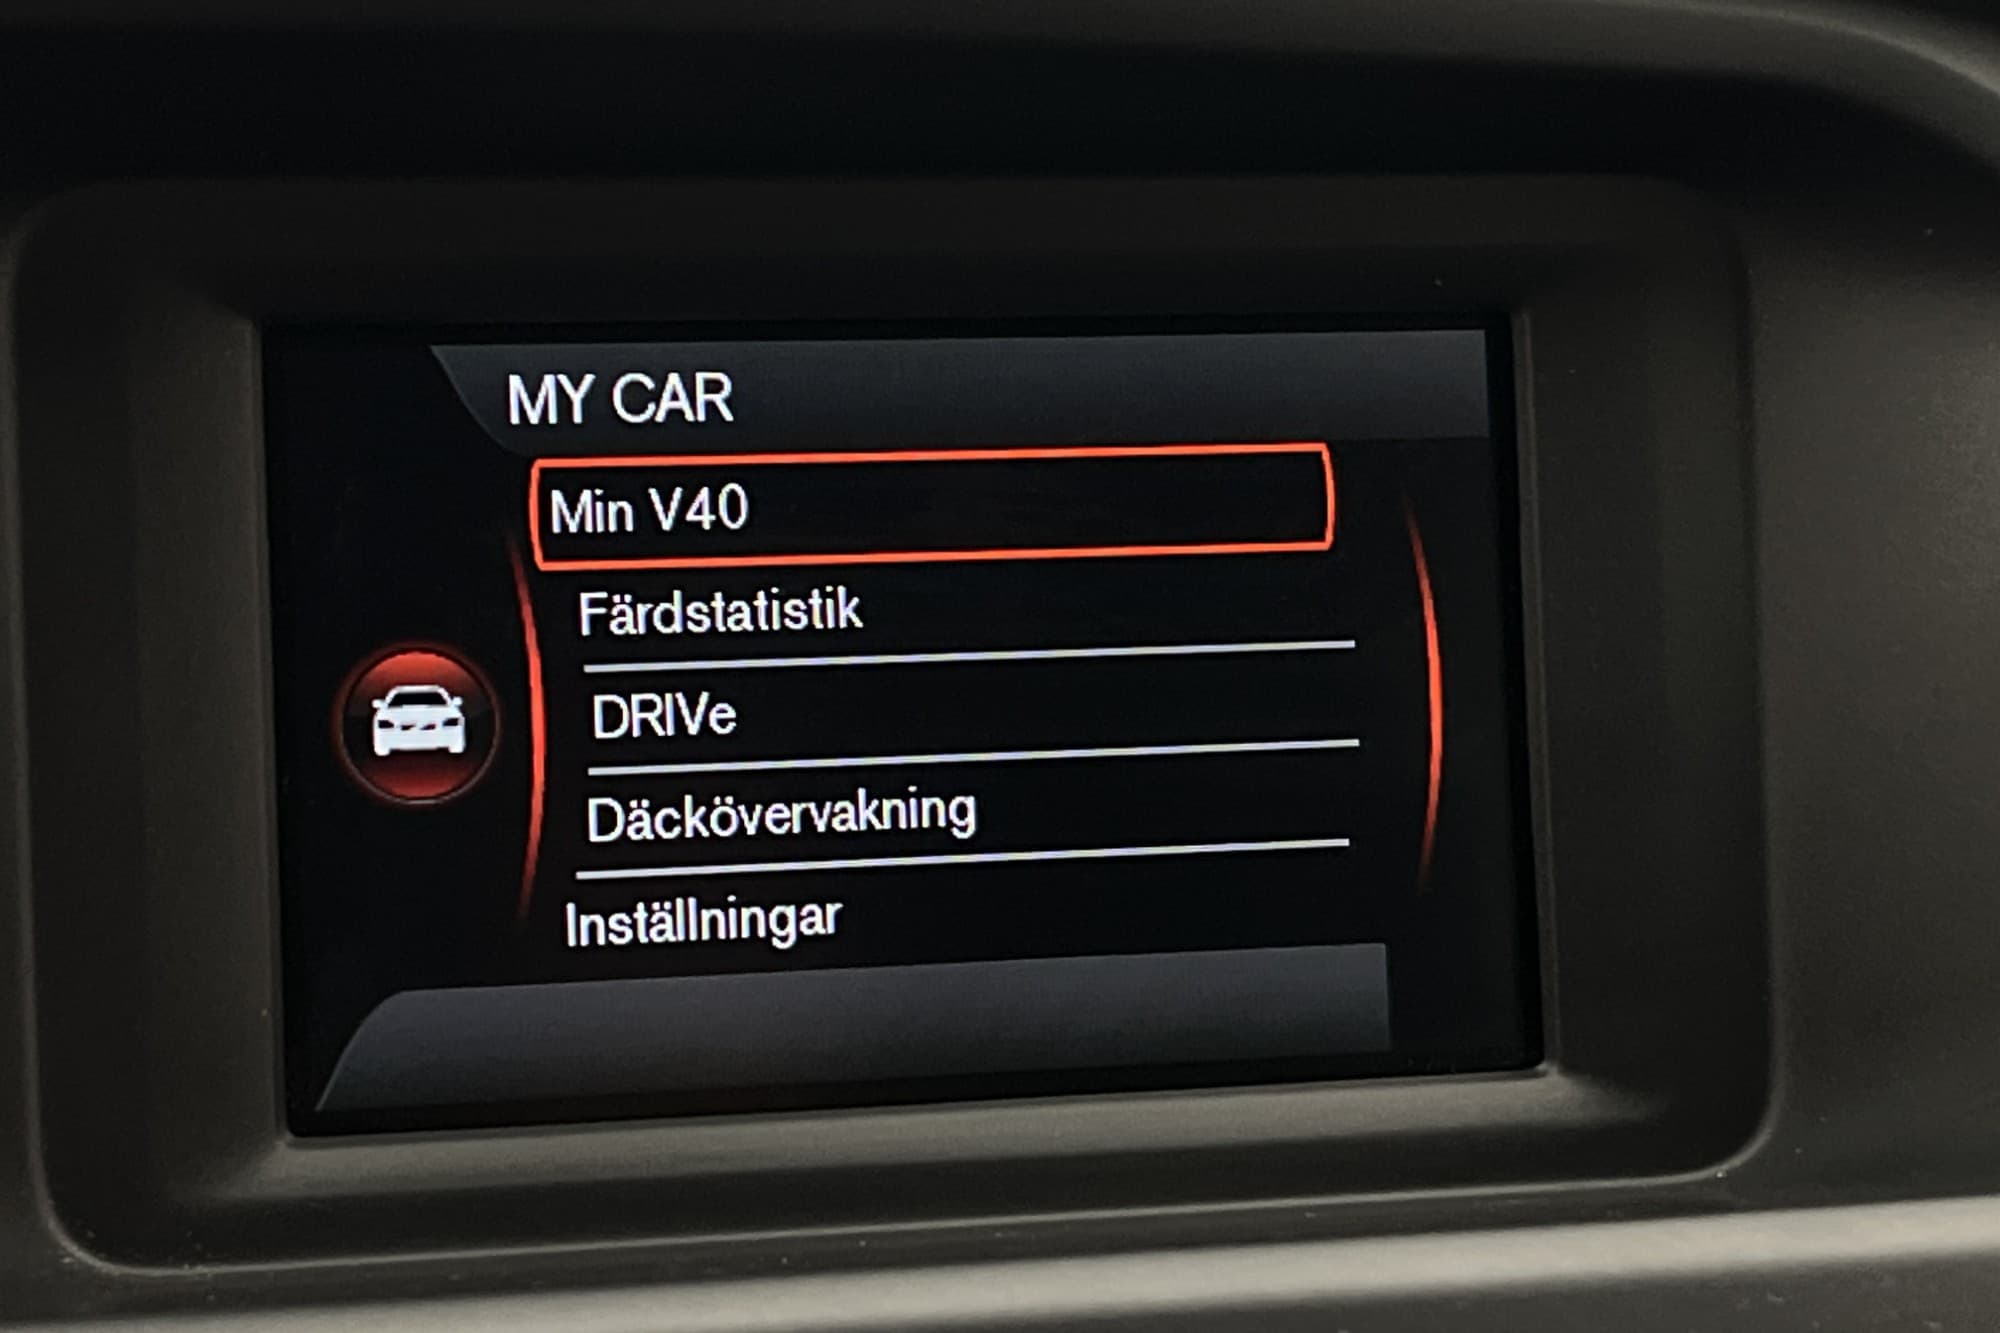 MY CAR
Min V40
Färdstatistik
DRIVe
Däckövervakning
Inställningar